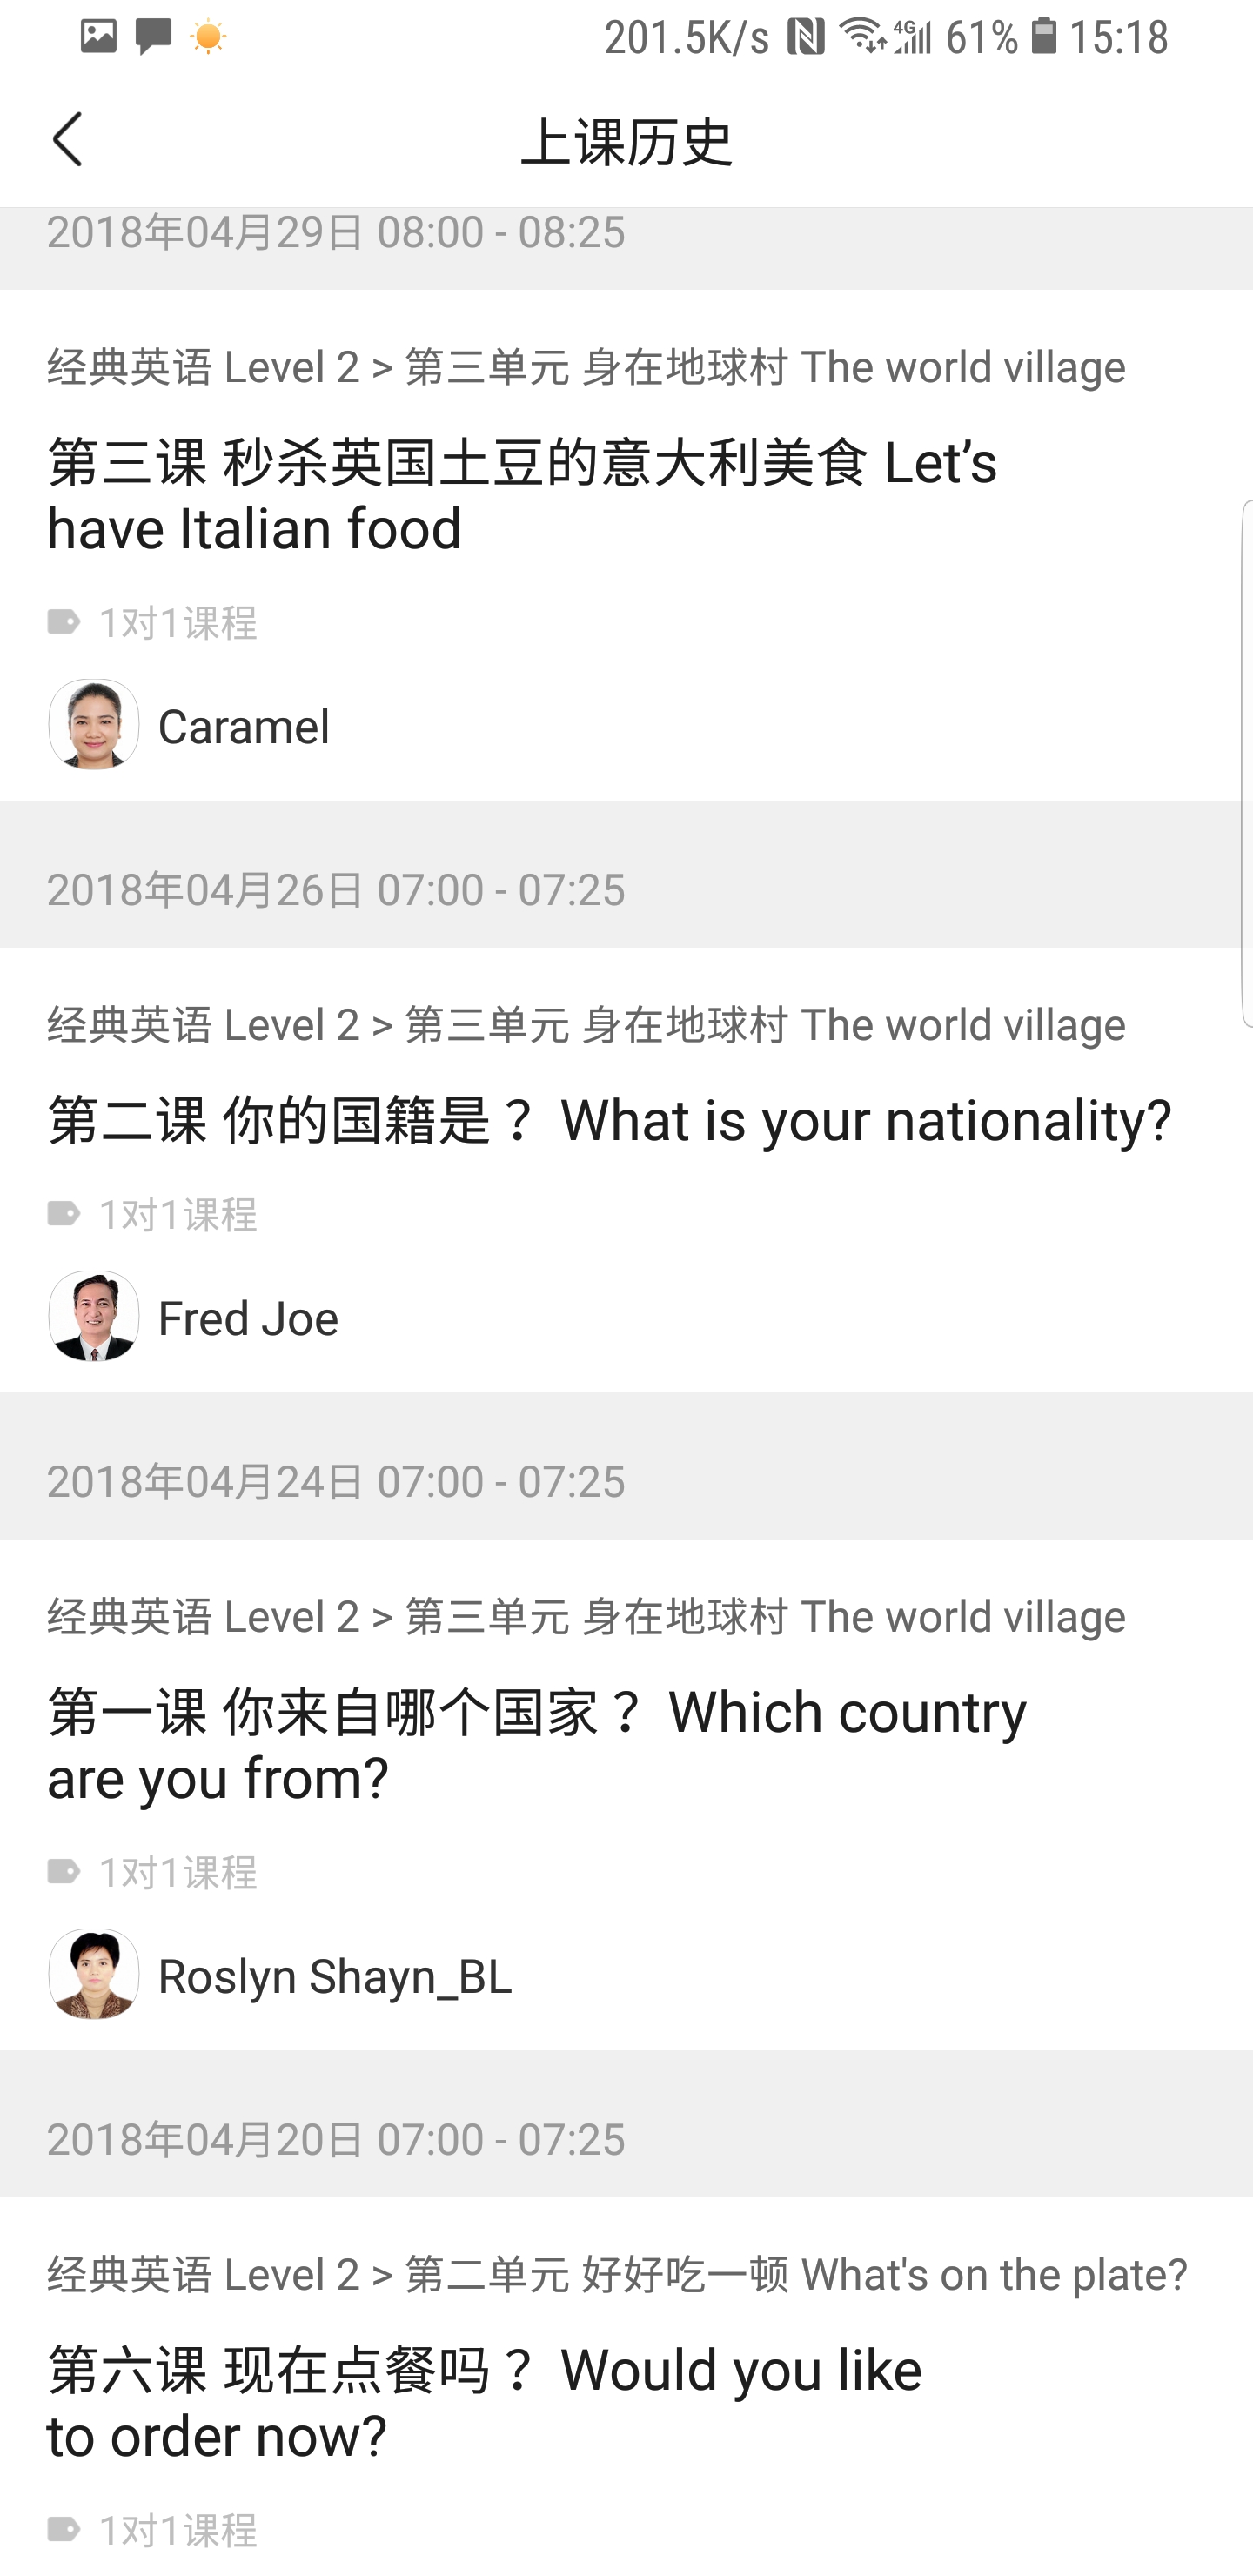 201.5K/s 4G 61% 15:18
上课历史
2018年04月29日 08:00 - 08:25
经典英语 Level 2 > 第三单元 身在地球村 The world village
第三课 秒杀英国土豆的意大利美食 Let’s
have Italian food
1对1课程
Caramel
2018年04月26日 07:00 - 07:25
经典英语 Level 2 > 第三单元 身在地球村 The world village
第二课 你的国籍是？ What is your nationality?
1对1课程
Fred Joe
2018年04月24日 07:00 - 07:25
经典英语 Level 2 > 第三单元 身在地球村 The world village
第一课 你来自哪个国家？ Which country
are you from?
1对1课程
Roslyn Shayn_BL
2018年04月20日 07:00 - 07:25
经典英语 Level 2 > 第二单元 好好吃一顿 What's on the plate?
第六课 现在点餐吗？ Would you like
to order now?
1对1课程